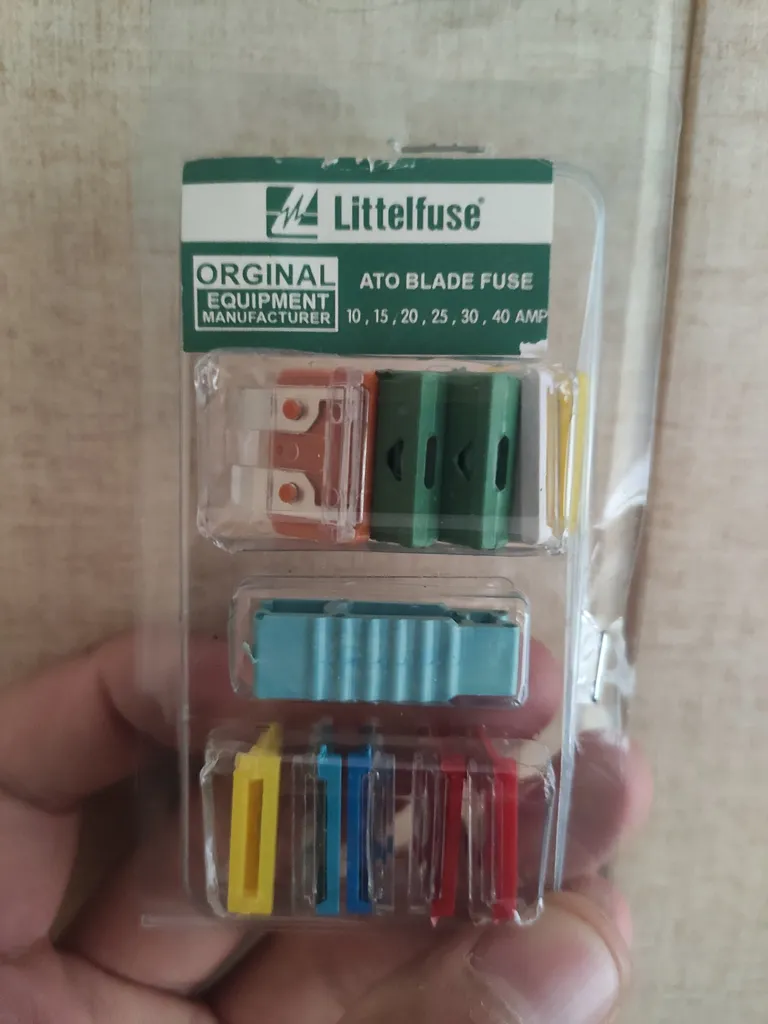 Littelfuse®
ORGINAL
EQUIPMENT
MANUFACTURER
ATO BLADE FUSE
10 , 15 , 20 , 25 , 30 , 40 AMP